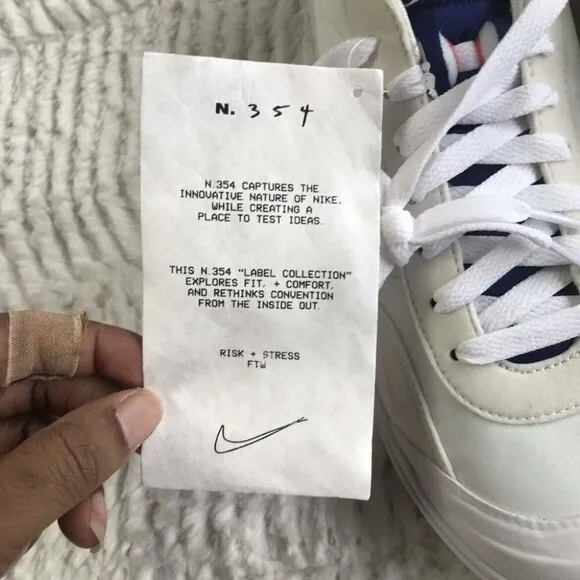 N. 354
N.354 CAPTURES THE
INNOVATIVE NATURE OF NIKE,
WHILE CREATING A
PLACE TO TEST IDEAS.
THIS N.354 "LABEL COLLECTION"
EXPLORES FIT, + COMFORT,
AND RETHINKS CONVENTION
FROM THE INSIDE OUT.
RISK + STRESS
FTW